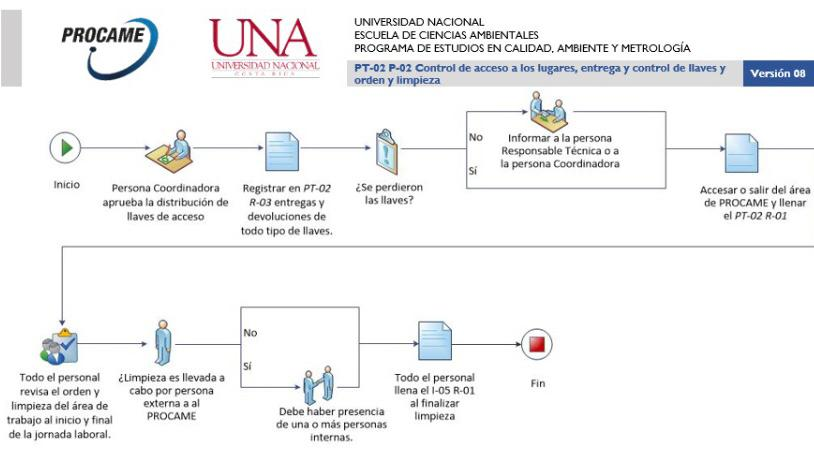 PROCAME
UNA
UNIVERSIDAD NACIONAL
COSTA RICA
UNIVERSIDAD NACIONAL
ESCUELA DE CIENCIAS AMBIENTALES
PROGRAMA DE ESTUDIOS EN CALIDAD, AMBIENTE Y METROLOGÍA
PT-02 P-02 Control de acceso a los lugares, entrega y control de llaves y
orden y limpieza
Versión 08
Inicio
Persona Coordinadora
aprueba la distribución de
llaves de acceso
Registrar en PT-02
R-03 entregas y
devoluciones de
todo tipo de llaves.
¿Se perdieron
las llaves?
No
Sí
Informar a la persona
Responsable Técnica o a
la persona Coordinadora
Accesar o salir del área
de PROCAME y llenar
el PT-02 R-01
Todo el personal
revisa el orden y
limpieza del área de
trabajo al inicio y final
de la jornada laboral.
¿Limpieza es llevada a
cabo por persona
externa a al
PROCAME
No
Sí
Debe haber presencia
de una o más personas
internas.
Todo el personal
llena el I-05 R-01
al finalizar
limpieza
Fin